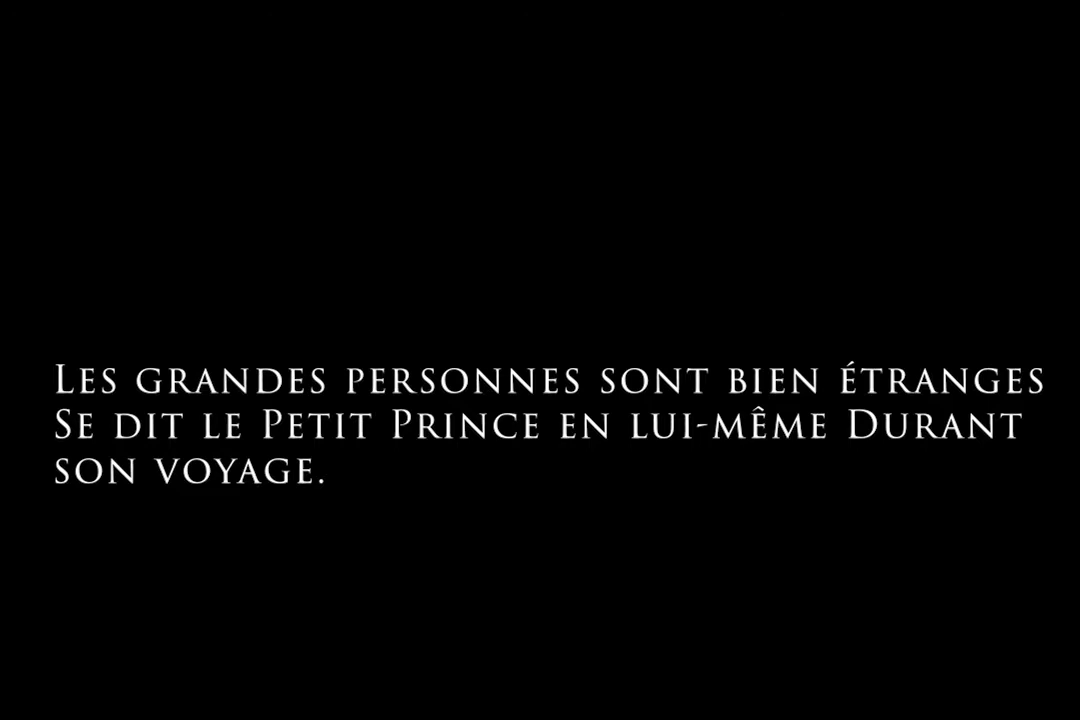 Les grandes personnes sont bien étranges
Se dit le Petit Prince en lui-même Durant
son voyage.